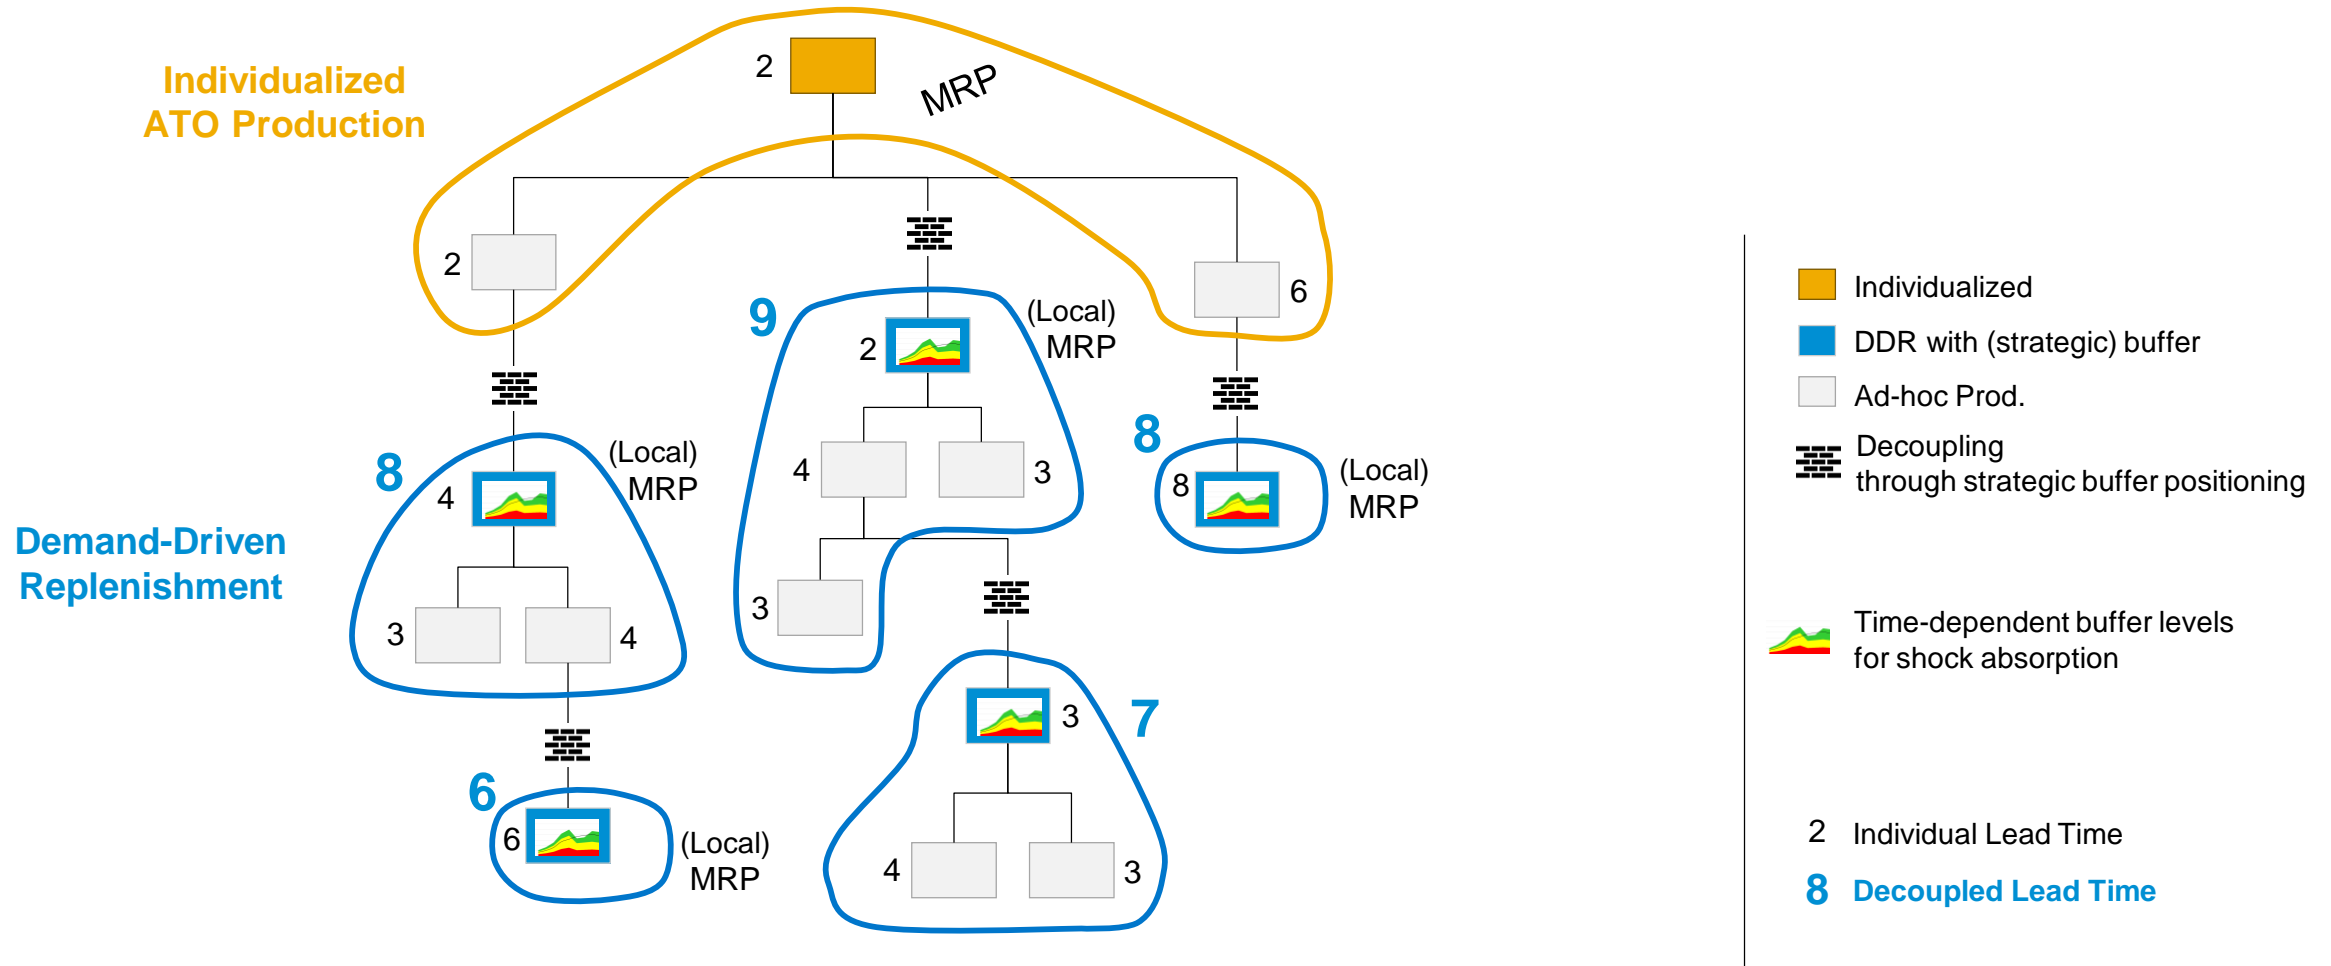 2
MRP
Individualized
ATO Production
2
6
9
(Local)
MRP
2
8
(Local)
MRP
8
4
4
3
8
(Local)
MRP
Demand-Driven
Replenishment
3
4
3
6
6
(Local)
MRP
3
7
4
3
Individualized
DDR with (strategic) buffer
Ad-hoc Prod.
Decoupling
through strategic buffer positioning
Time-dependent buffer levels
for shock absorption
2 Individual Lead Time
8 Decoupled Lead Time